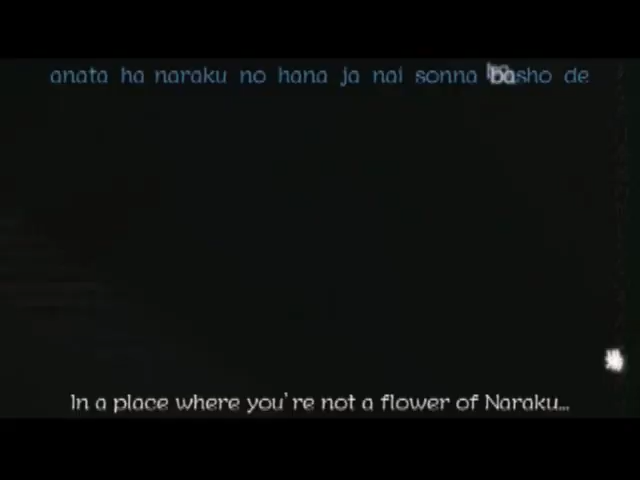 anata ha naraku no hana ja nai sonna basho de
In a place where you're not a flower of Naraku...